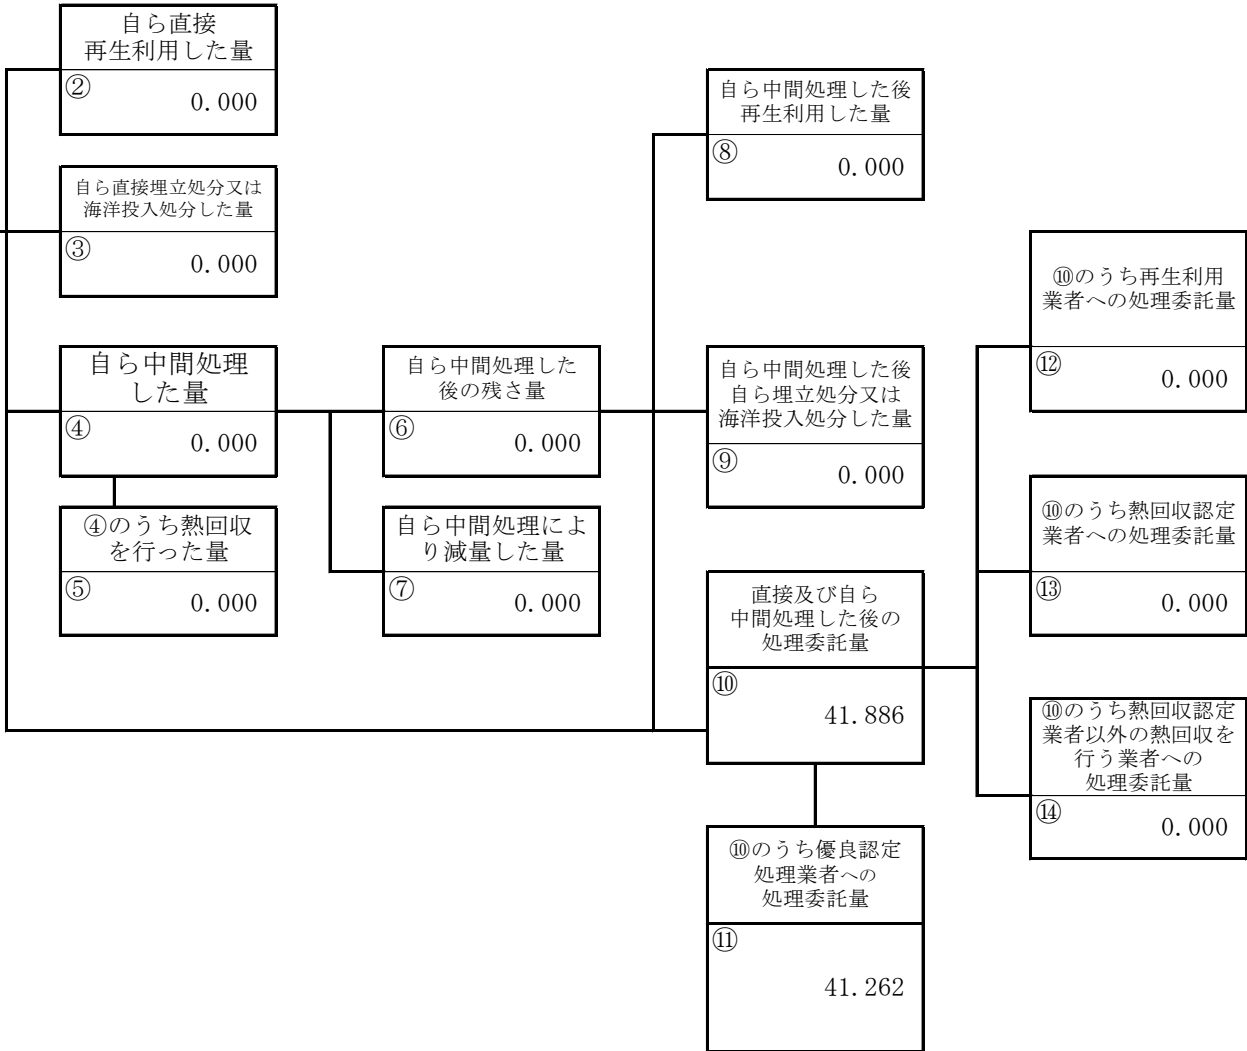 自ら直接
再生利用した量
②
0.000
自ら直接埋立処分又は
海洋投入処分した量
③
0.000
自ら中間処理
した量
④
0.000
④のうち熱回収
を行った量
⑤
0.000
自ら中間処理した
後の残さ量
⑥
0.000
自ら中間処理によ
り減量した量
⑦
0.000
自ら中間処理した後
再生利用した量
⑧
0.000
自ら中間処理した後
自ら埋立処分又は
海洋投入処分した量
⑨
0.000
直接及び自ら
中間処理した後の
処理委託量
⑩
41.886
⑩のうち優良認定
処理業者への
処理委託量
⑪
41.262
⑩のうち再生利用
業者への処理委託量
⑫
0.000
⑩のうち熱回収認定
業者への処理委託量
⑬
0.000
⑩のうち熱回収認定
業者以外の熱回収を
行う業者への
処理委託量
⑭
0.000